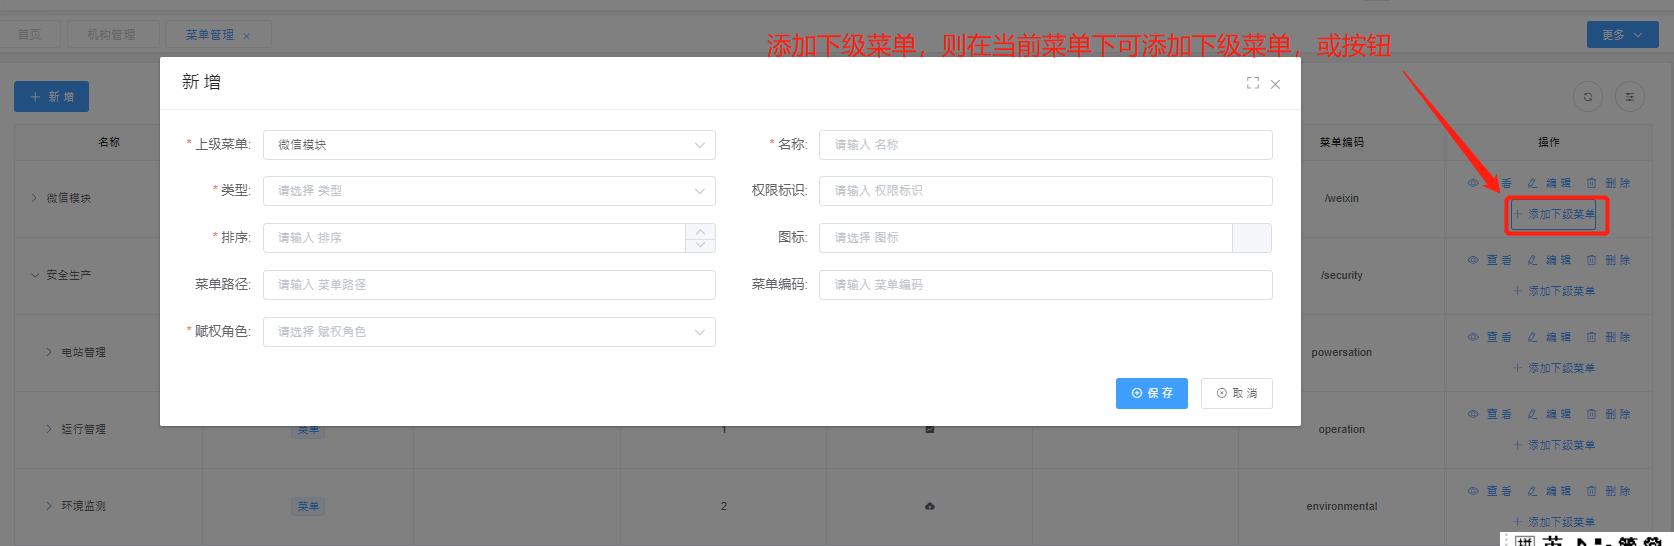 首页 机构管理 菜单管理 × 更多
添加下级菜单，则在当前菜单下可添加下级菜单，或按钮
+ 新 增
新 增
名称 菜单编码 操作
* 上级菜单: 微信模块 * 名称: 请输入 名称
* 类型: 请选择 类型 权限标识: 请输入 权限标识
* 排序: 请输入 排序 图标: 请选择 图标
菜单路径: 请输入 菜单路径 菜单编码: 请输入 菜单编码
* 赋权角色: 请选择 赋权角色
保 存 取 消
微信模块 /weixin 看 编 辑 删 除
+ 添加下级菜单
安全生产 /security 查 看 编 辑 删 除
+ 添加下级菜单
电站管理 powersation 查 看 编 辑 删 除
+ 添加下级菜单
运行管理 菜单 1 operation 查 看 编 辑 删 除
+ 添加下级菜单
环境监测 菜单 2 environmental 查 看 编 辑 删 除
+ 添加下级菜单